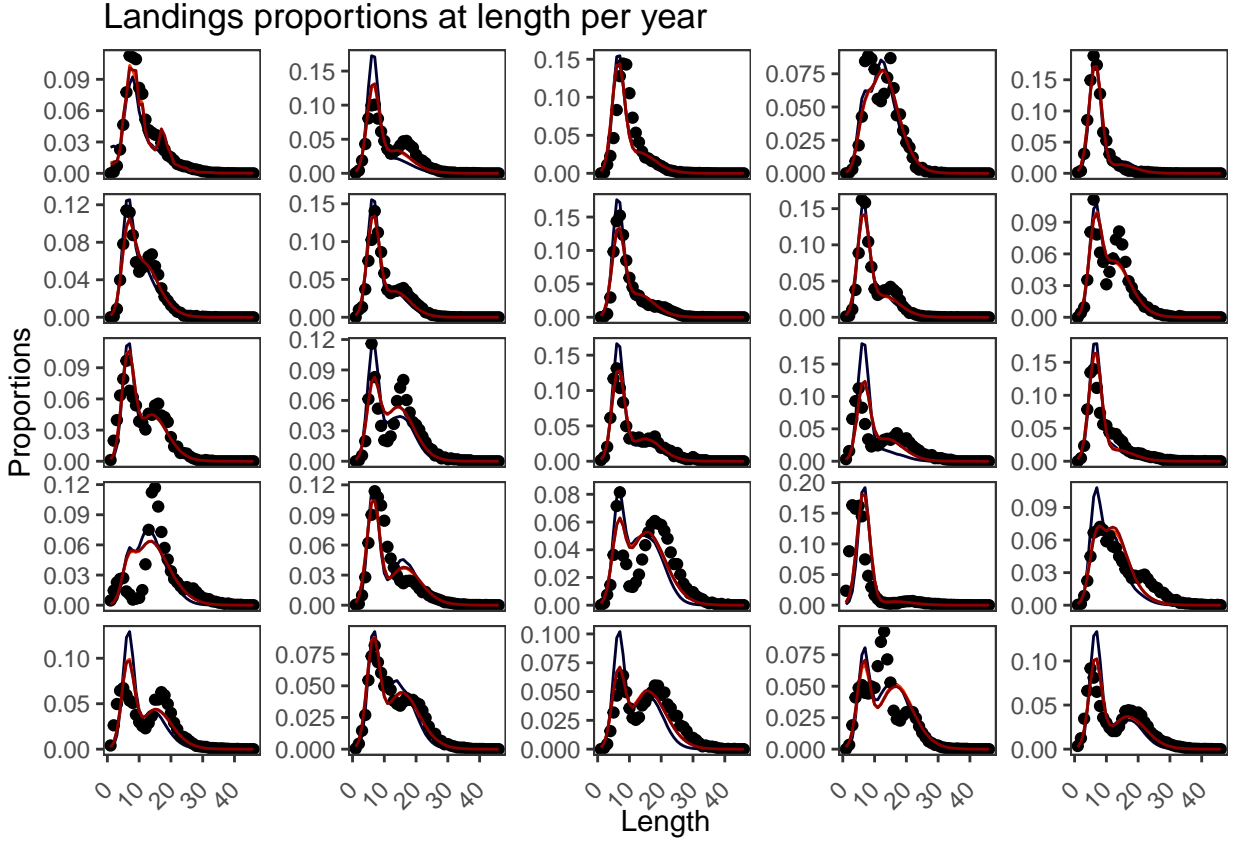 Landings proportions at length per year
0.09 0.15 0.15 0.075 0.15
0.06 0.10 0.10 0.050 0.10
0.03 0.05 0.05 0.025 0.05
0.00 0.00 0.00 0.000 0.00
0.12 0.15 0.15 0.15 0.09
0.08 0.10 0.10 0.10 0.06
0.04 0.05 0.05 0.05 0.03
0.00 0.00 0.00 0.00 0.00
Proportions
0.12
0.09 0.09 0.15 0.15 0.15
0.06 0.06 0.10 0.10 0.10
0.03 0.03 0.05 0.05 0.05
0.00 0.00 0.00 0.00 0.00
0.12 0.12 0.08 0.20
0.09 0.09 0.06 0.15 0.09
0.06 0.06 0.04 0.10 0.06
0.03 0.03 0.02 0.05 0.03
0.00 0.00 0.00 0.00 0.00
0.100
0.10 0.075 0.075 0.075 0.10
0.05 0.050 0.050 0.050 0.05
0.025 0.025 0.025
0.00 0.000 0.000 0.000 0.00
0 10 20 30 40 0 10 20 30 40 0 10 20 30 40 0 10 20 30 40 0 10 20 30 40
Length